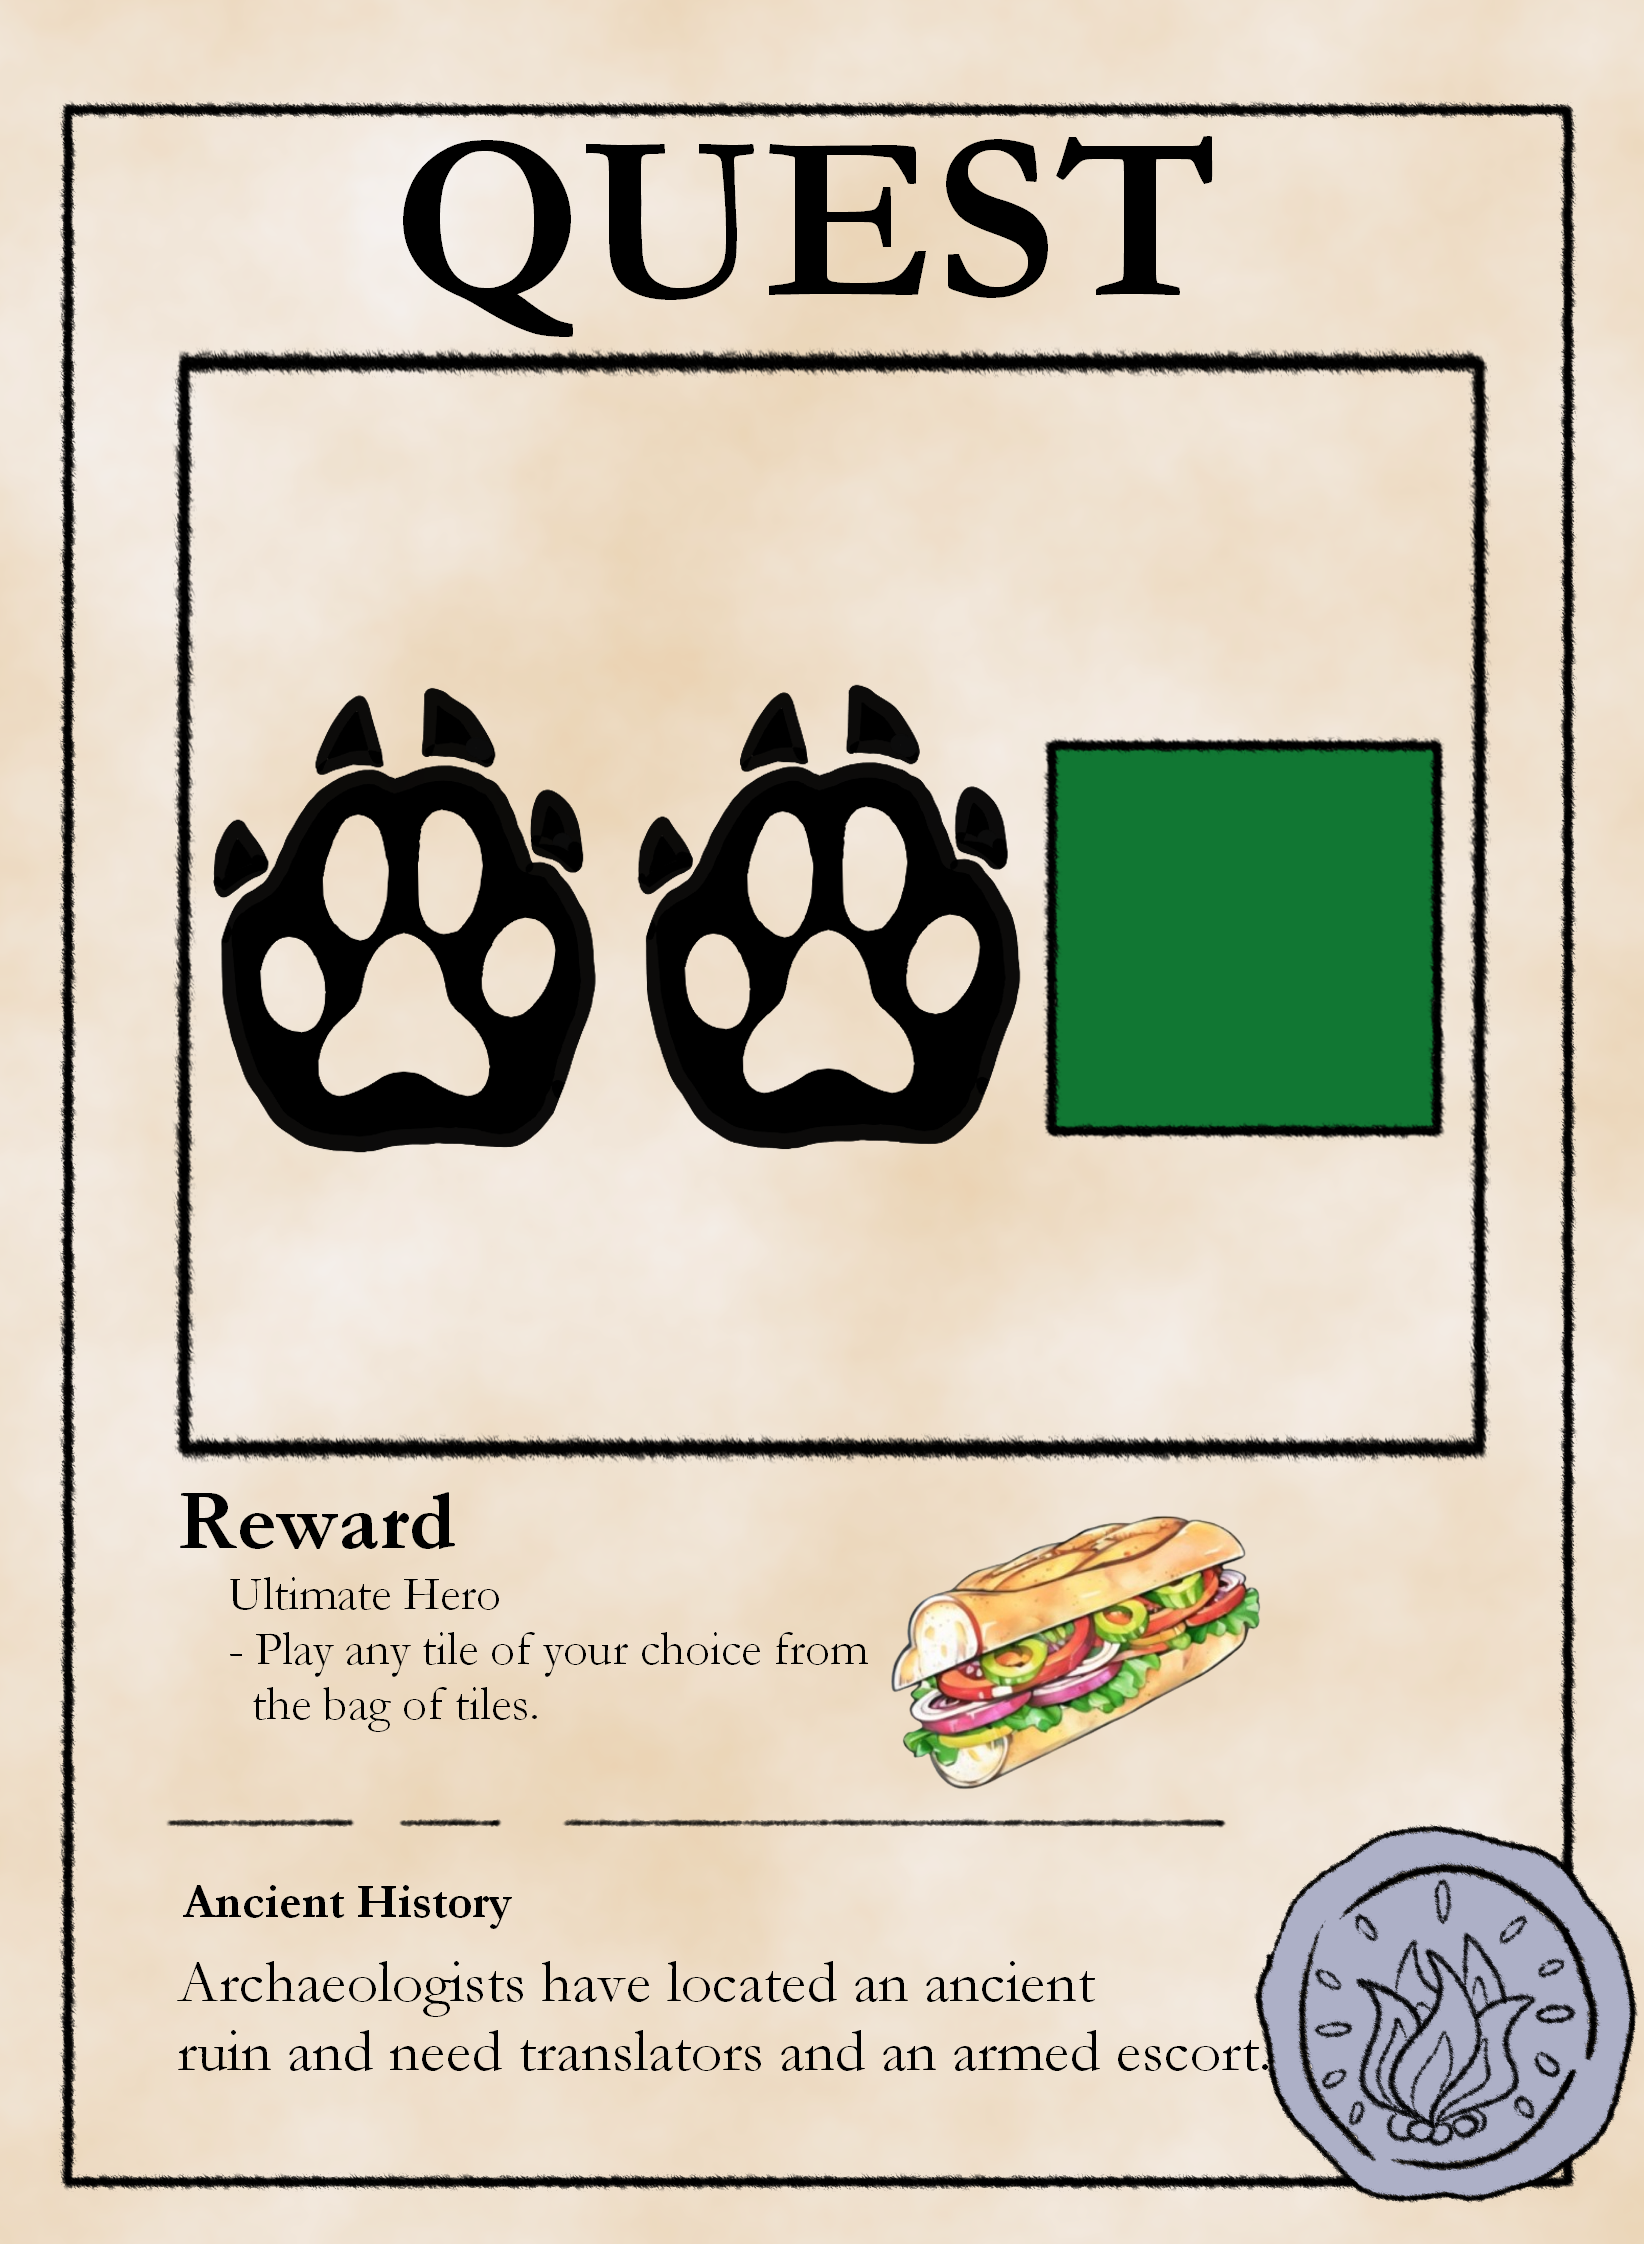 QUEST
Reward
Ultimate Hero
- Play any tile of your choice from
the bag of tiles.
Ancient History
Archaeologists have located an ancient
ruin and need translators and an armed escort.